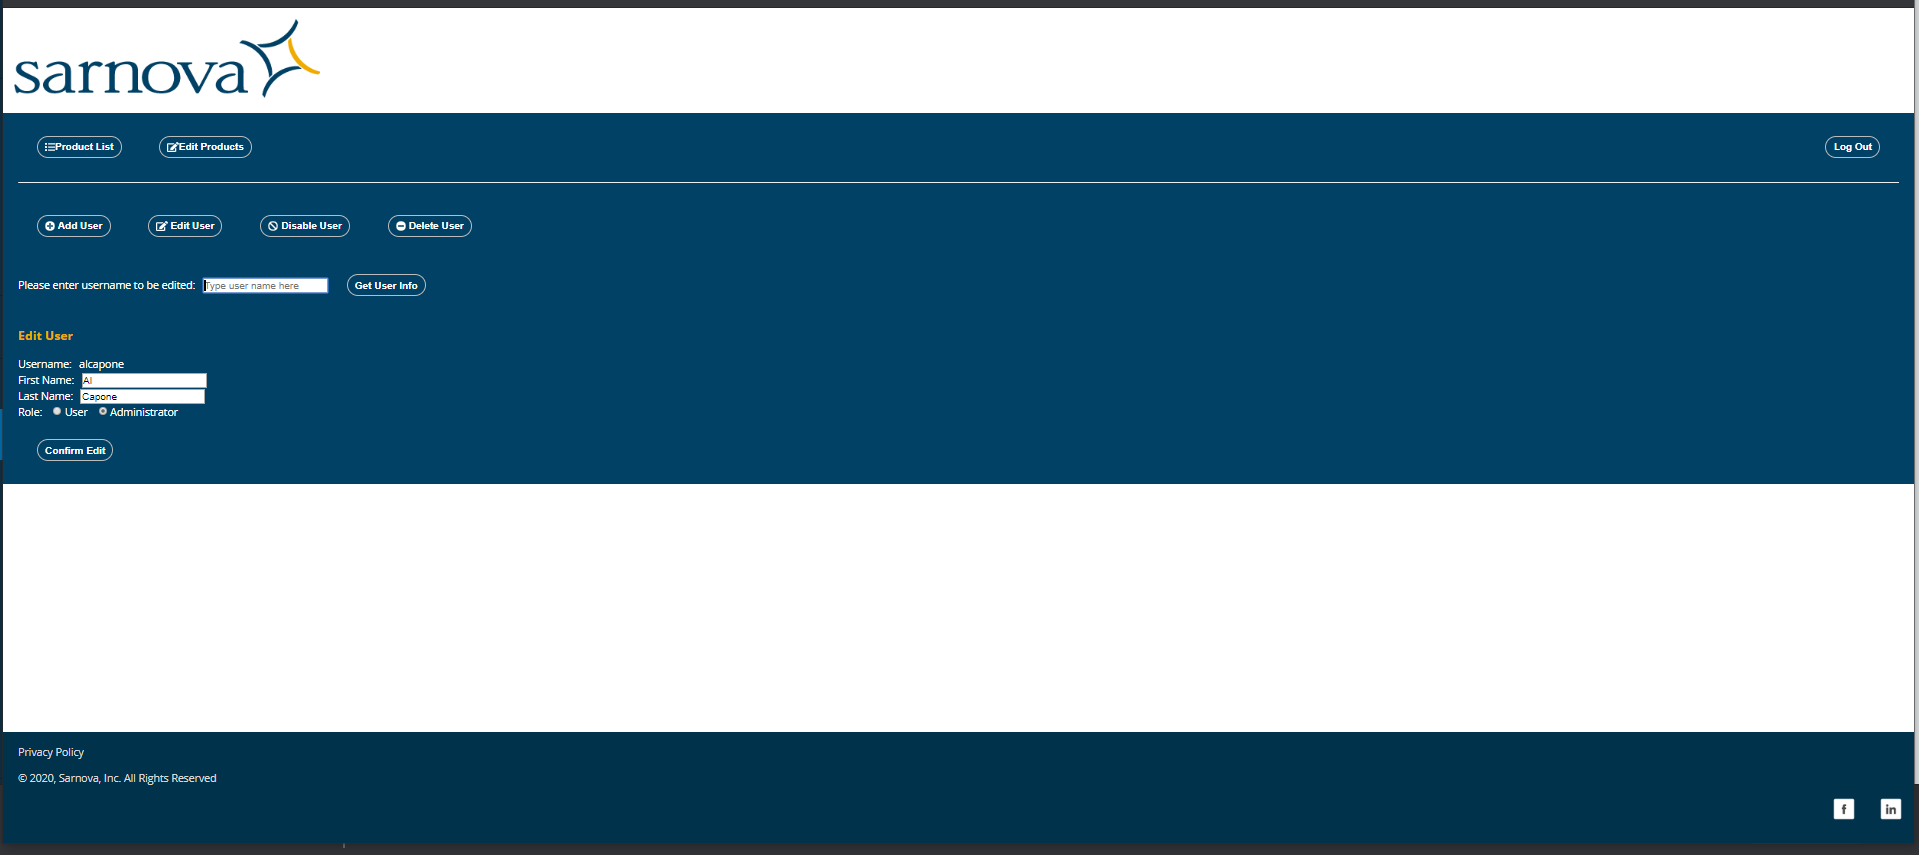 sarnova
Product List Edit Products Log Out
Add User Edit User Disable User Delete User
Please enter username to be edited: Type user name here Get User Info
Edit User
Username: alcapone
First Name: Al
Last Name: Capone
Role: User Administrator
Confirm Edit
Privacy Policy
© 2020, Sarnova, Inc. All Rights Reserved
f in